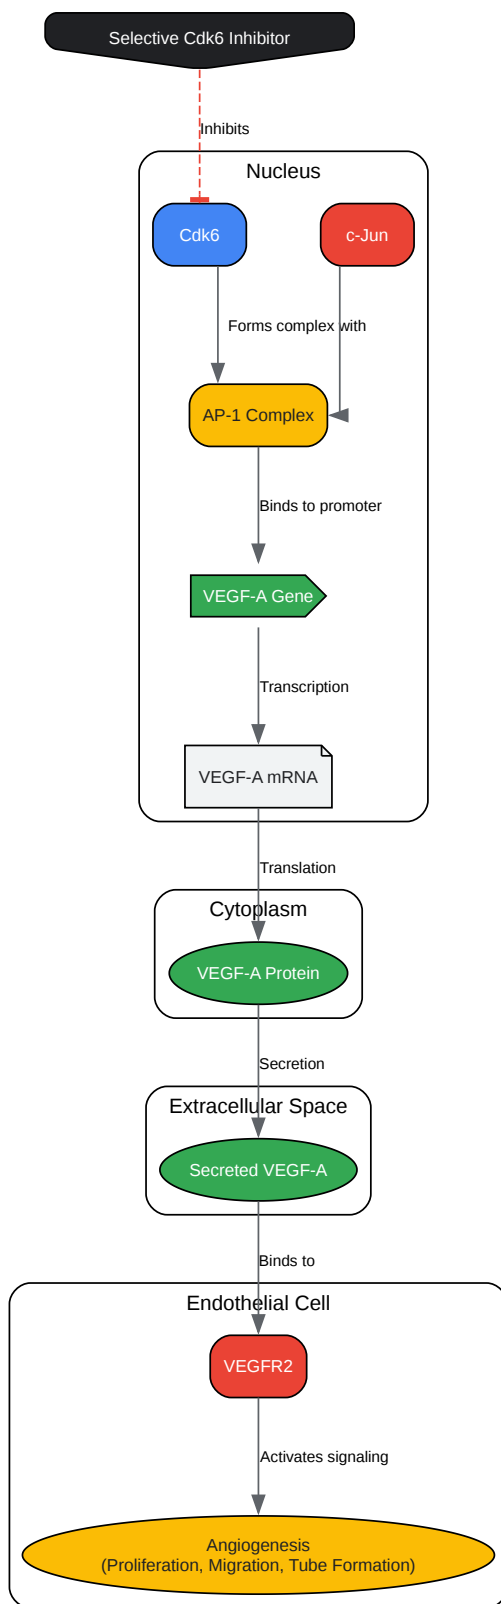 Selective Cdk6 Inhibitor
Inhibits
Nucleus
Cdk6
c-Jun
Forms complex with
AP-1 Complex
Binds to promoter
VEGF-A Gene
Transcription
VEGF-A mRNA
Translation
Cytoplasm
VEGF-A Protein
Secretion
Extracellular Space
Secreted VEGF-A
Binds to
Endothelial Cell
VEGFR2
Activates signaling
Angiogenesis
(Proliferation, Migration, Tube Formation)